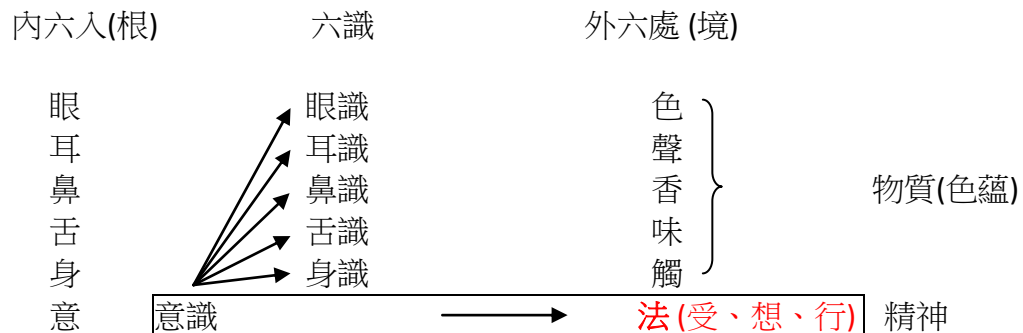 內六入(根) 六識 外六處 (境)
眼 眼識 色
耳 耳識 聲
鼻 鼻識 香 物質(色蘊)
舌 舌識 味
身 身識 觸
意 意識 法 (受、想、行) 精神